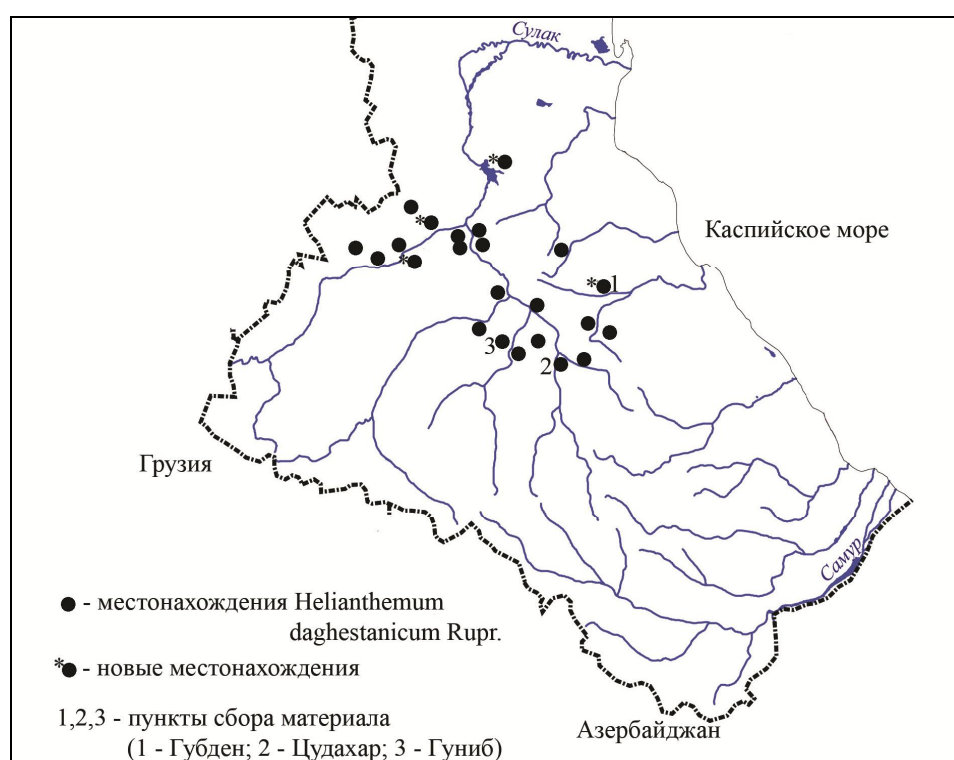 Сулак
*
Каспийское море
*
*
* 1
3
2
Грузия
Самур
● - местонахождения Helianthemum
daghestanicum Rupr.
*● - новые местонахождения
1,2,3 - пункты сбора материала
(1 - Губден; 2 - Цудахар; 3 - Гуниб)
Азербайджан